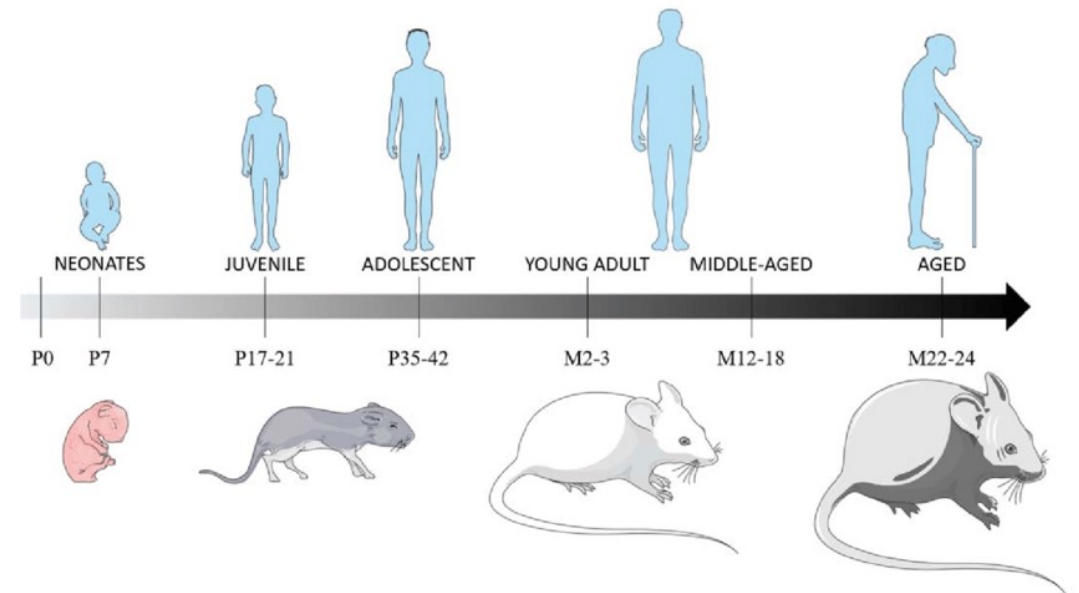 NEONATES JUVENILE ADOLESCENT YOUNG ADULT MIDDLE-AGED AGED
P0 P7 P17-21 P35-42 M2-3 M12-18 M22-24